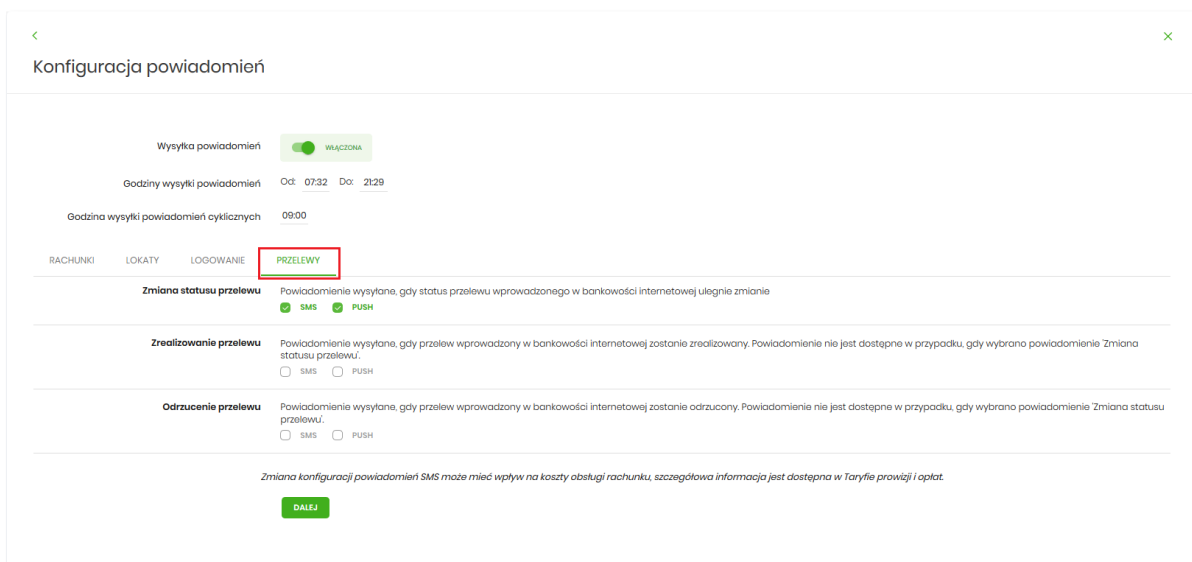 Konfiguracja powiadomień
Wysyłka powiadomień WŁĄCZONA
Godziny wysyłki powiadomień Od: 07:32 Do: 21:29
Godzina wysyłki powiadomień cyklicznych 09:00
RACHUNKI LOKATY LOGOWANIE PRZELEWY
Zmiana statusu przelewu Powiadomienie wysyłane, gdy status przelewu wprowadzonego w bankowości internetowej ulegnie zmianie
SMS PUSH
Zrealizowanie przelewu Powiadomienie wysyłane, gdy przelew wprowadzony w bankowości internetowej zostanie zrealizowany. Powiadomienie nie jest dostępne w przypadku, gdy wybrano powiadomienie 'Zmiana
statusu przelewu'.
SMS PUSH
Odrzucenie przelewu Powiadomienie wysyłane, gdy przelew wprowadzony w bankowości internetowej zostanie odrzucony. Powiadomienie nie jest dostępne w przypadku, gdy wybrano powiadomienie 'Zmiana statusu
przelewu'.
SMS PUSH
Zmiana konfiguracji powiadomień SMS może mieć wpływ na koszty obsługi rachunku, szczegółowa informacja jest dostępna w Taryfie prowizji i opłat.
DALEJ